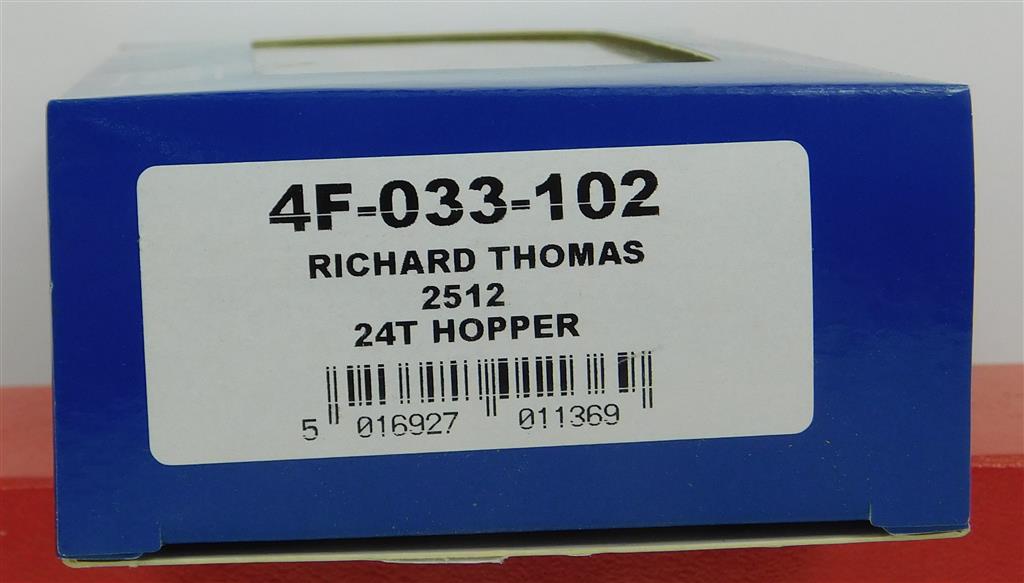 4F-033-102
RICHARD THOMAS
2512
24T HOPPER
5 016927 011369